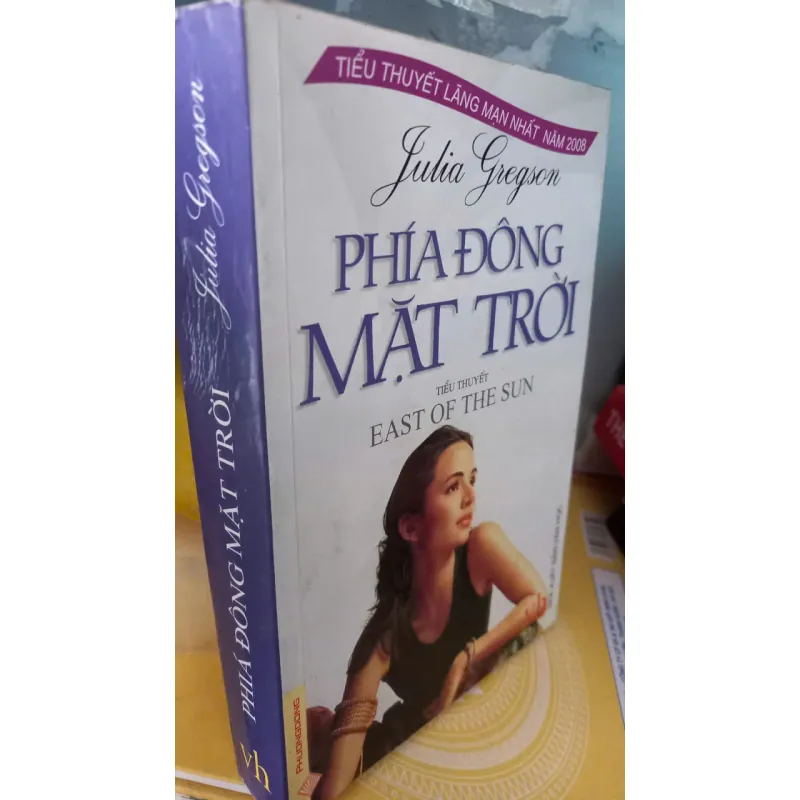 TIỂU THUYẾT LÃNG MẠN NHẤT NĂM 2008
Julia Gregson
PHÍA ĐÔNG
MẶT TRỜI
TIỂU THUYẾT
EAST OF THE SUN
PHUONGDONG
Julia Gregson
PHÍA ĐÔNG MẶT TRỜI
vh